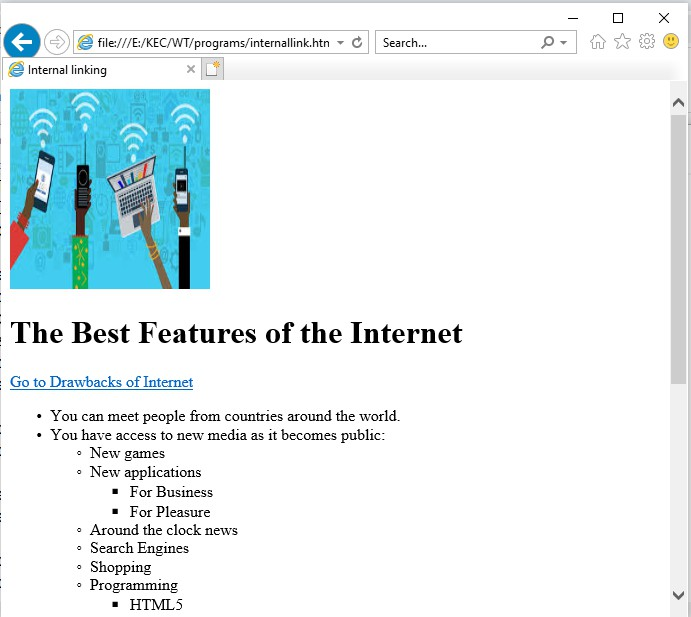 file:///E:/KEC/WT/programs/internallink.htn
Search...
Internal linking
The Best Features of the Internet
Go to Drawbacks of Internet
• You can meet people from countries around the world.
• You have access to new media as it becomes public:
◦ New games
◦ New applications
▪ For Business
▪ For Pleasure
◦ Around the clock news
◦ Search Engines
◦ Shopping
◦ Programming
▪ HTML5